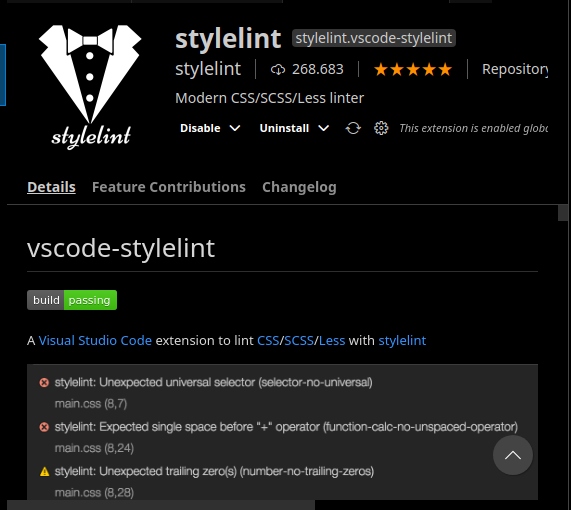 stylelint stylelint.vscode-stylelint
stylelint 268.683 Repository
Modern CSS/SCSS/Less linter
Disable Uninstall This extension is enabled globa
stylelint
Details Feature Contributions Changelog
vscode-stylelint
build passing
A Visual Studio Code extension to lint CSS/SCSS/Less with stylelint
stylelint: Unexpected universal selector (selector-no-universal)
main.css (8,7)
stylelint: Expected single space before "+" operator (function-calc-no-unspaced-operator)
main.css (8,24)
stylelint: Unexpected trailing zero(s) (number-no-trailing-zeros)
main.css (8,28)